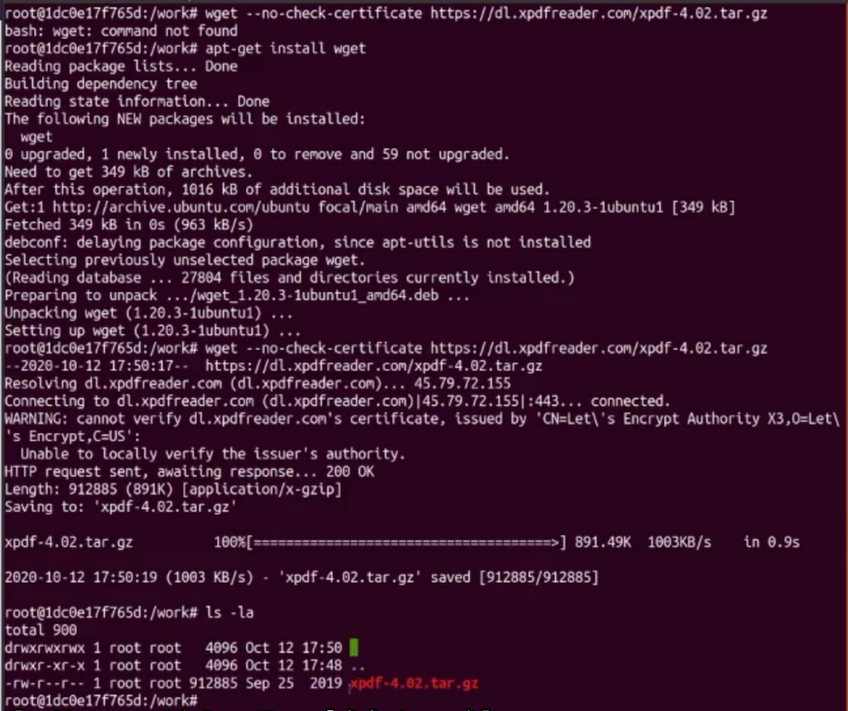 root@1dc0e17f765d:/work# wget --no-check-certificate https://dl.xpdfreader.com/xpdf-4.02.tar.gz
bash: wget: command not found
root@1dc0e17f765d:/work# apt-get install wget
Reading package lists... Done
Building dependency tree
Reading state information... Done
The following NEW packages will be installed:
  wget
0 upgraded, 1 newly installed, 0 to remove and 59 not upgraded.
Need to get 349 kB of archives.
After this operation, 1016 kB of additional disk space will be used.
Get:1 http://archive.ubuntu.com/ubuntu focal/main amd64 wget amd64 1.20.3-1ubuntu1 [349 kB]
Fetched 349 kB in 0s (963 kB/s)
debconf: delaying package configuration, since apt-utils is not installed
Selecting previously unselected package wget.
(Reading database ... 27804 files and directories currently installed.)
Preparing to unpack .../wget_1.20.3-1ubuntu1_amd64.deb ...
Unpacking wget (1.20.3-1ubuntu1) ...
Setting up wget (1.20.3-1ubuntu1) ...
root@1dc0e17f765d:/work# wget --no-check-certificate https://dl.xpdfreader.com/xpdf-4.02.tar.gz
--2020-10-12 17:50:17--  https://dl.xpdfreader.com/xpdf-4.02.tar.gz
Resolving dl.xpdfreader.com (dl.xpdfreader.com)... 45.79.72.155
Connecting to dl.xpdfreader.com (dl.xpdfreader.com)|45.79.72.155|:443... connected.
WARNING: cannot verify dl.xpdfreader.com's certificate, issued by 'CN=Let\'s Encrypt Authority X3,O=Let\
's Encrypt,C=US':
  Unable to locally verify the issuer's authority.
HTTP request sent, awaiting response... 200 OK
Length: 912885 (891K) [application/x-gzip]
Saving to: 'xpdf-4.02.tar.gz'
xpdf-4.02.tar.gz          100%[=====================================>] 891.49K  1003KB/s    in 0.9s
2020-10-12 17:50:19 (1003 KB/s) - 'xpdf-4.02.tar.gz' saved [912885/912885]
root@1dc0e17f765d:/work# ls -la
total 900
drwxrwxrwx 1 root root   4096 Oct 12 17:50 .
drwxr-xr-x 1 root root   4096 Oct 12 17:48 ..
-rw-r--r-- 1 root root 912885 Sep 25  2019 xpdf-4.02.tar.gz
root@1dc0e17f765d:/work#